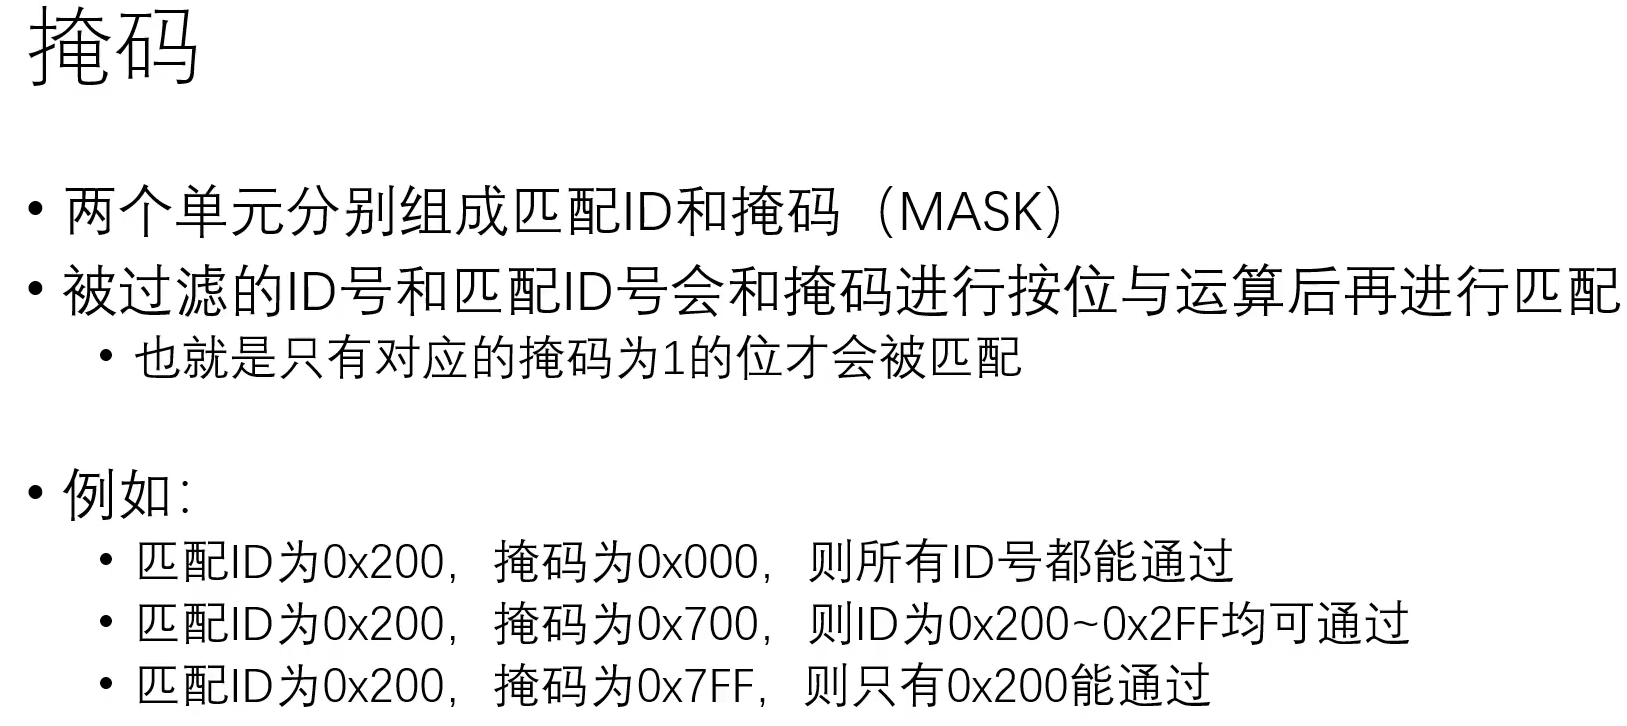 掩码
• 两个单元分别组成匹配ID和掩码（MASK）
• 被过滤的ID号和匹配ID号会和掩码进行按位与运算后再进行匹配
• 也就是只有对应的掩码为1的位才会被匹配
• 例如：
• 匹配ID为0x200，掩码为0x000，则所有ID号都能通过
• 匹配ID为0x200，掩码为0x700，则ID为0x200~0x2FF均可通过
• 匹配ID为0x200，掩码为0x7FF，则只有0x200能通过